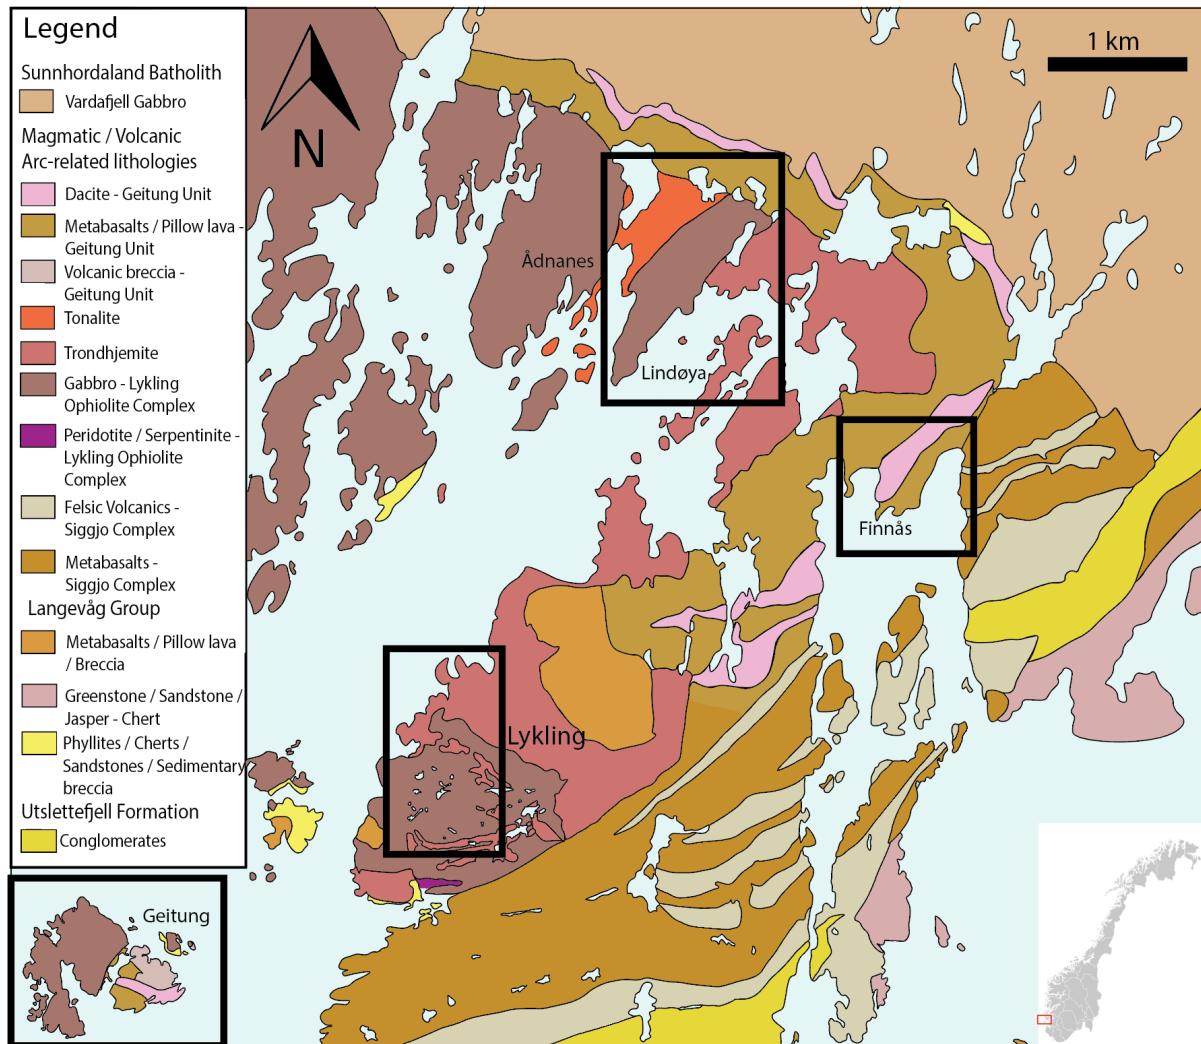 Legend
Sunnhordaland Batholith
Vardafjell Gabbro
Magmatic / Volcanic
Arc-related lithologies
Dacite - Geitung Unit
Metabasalts / Pillow lava -
Geitung Unit
Volcanic breccia -
Geitung Unit
Tonalite
Trondhjemite
Gabbro - Lykling
Ophiolite Complex
Peridotite / Serpentinite -
Lykling Ophiolite
Complex
Felsic Volcanics -
Siggjo Complex
Metabasalts -
Siggjo Complex
Langevåg Group
Metabasalts / Pillow lava
/ Breccia
Greenstone / Sandstone /
Jasper - Chert
Phyllites / Cherts /
Sandstones / Sedimentary
breccia
Utslettefjell Formation
Conglomerates
N
1 km
Ådnanes
Lindøya
Finnås
Lykling
Geitung